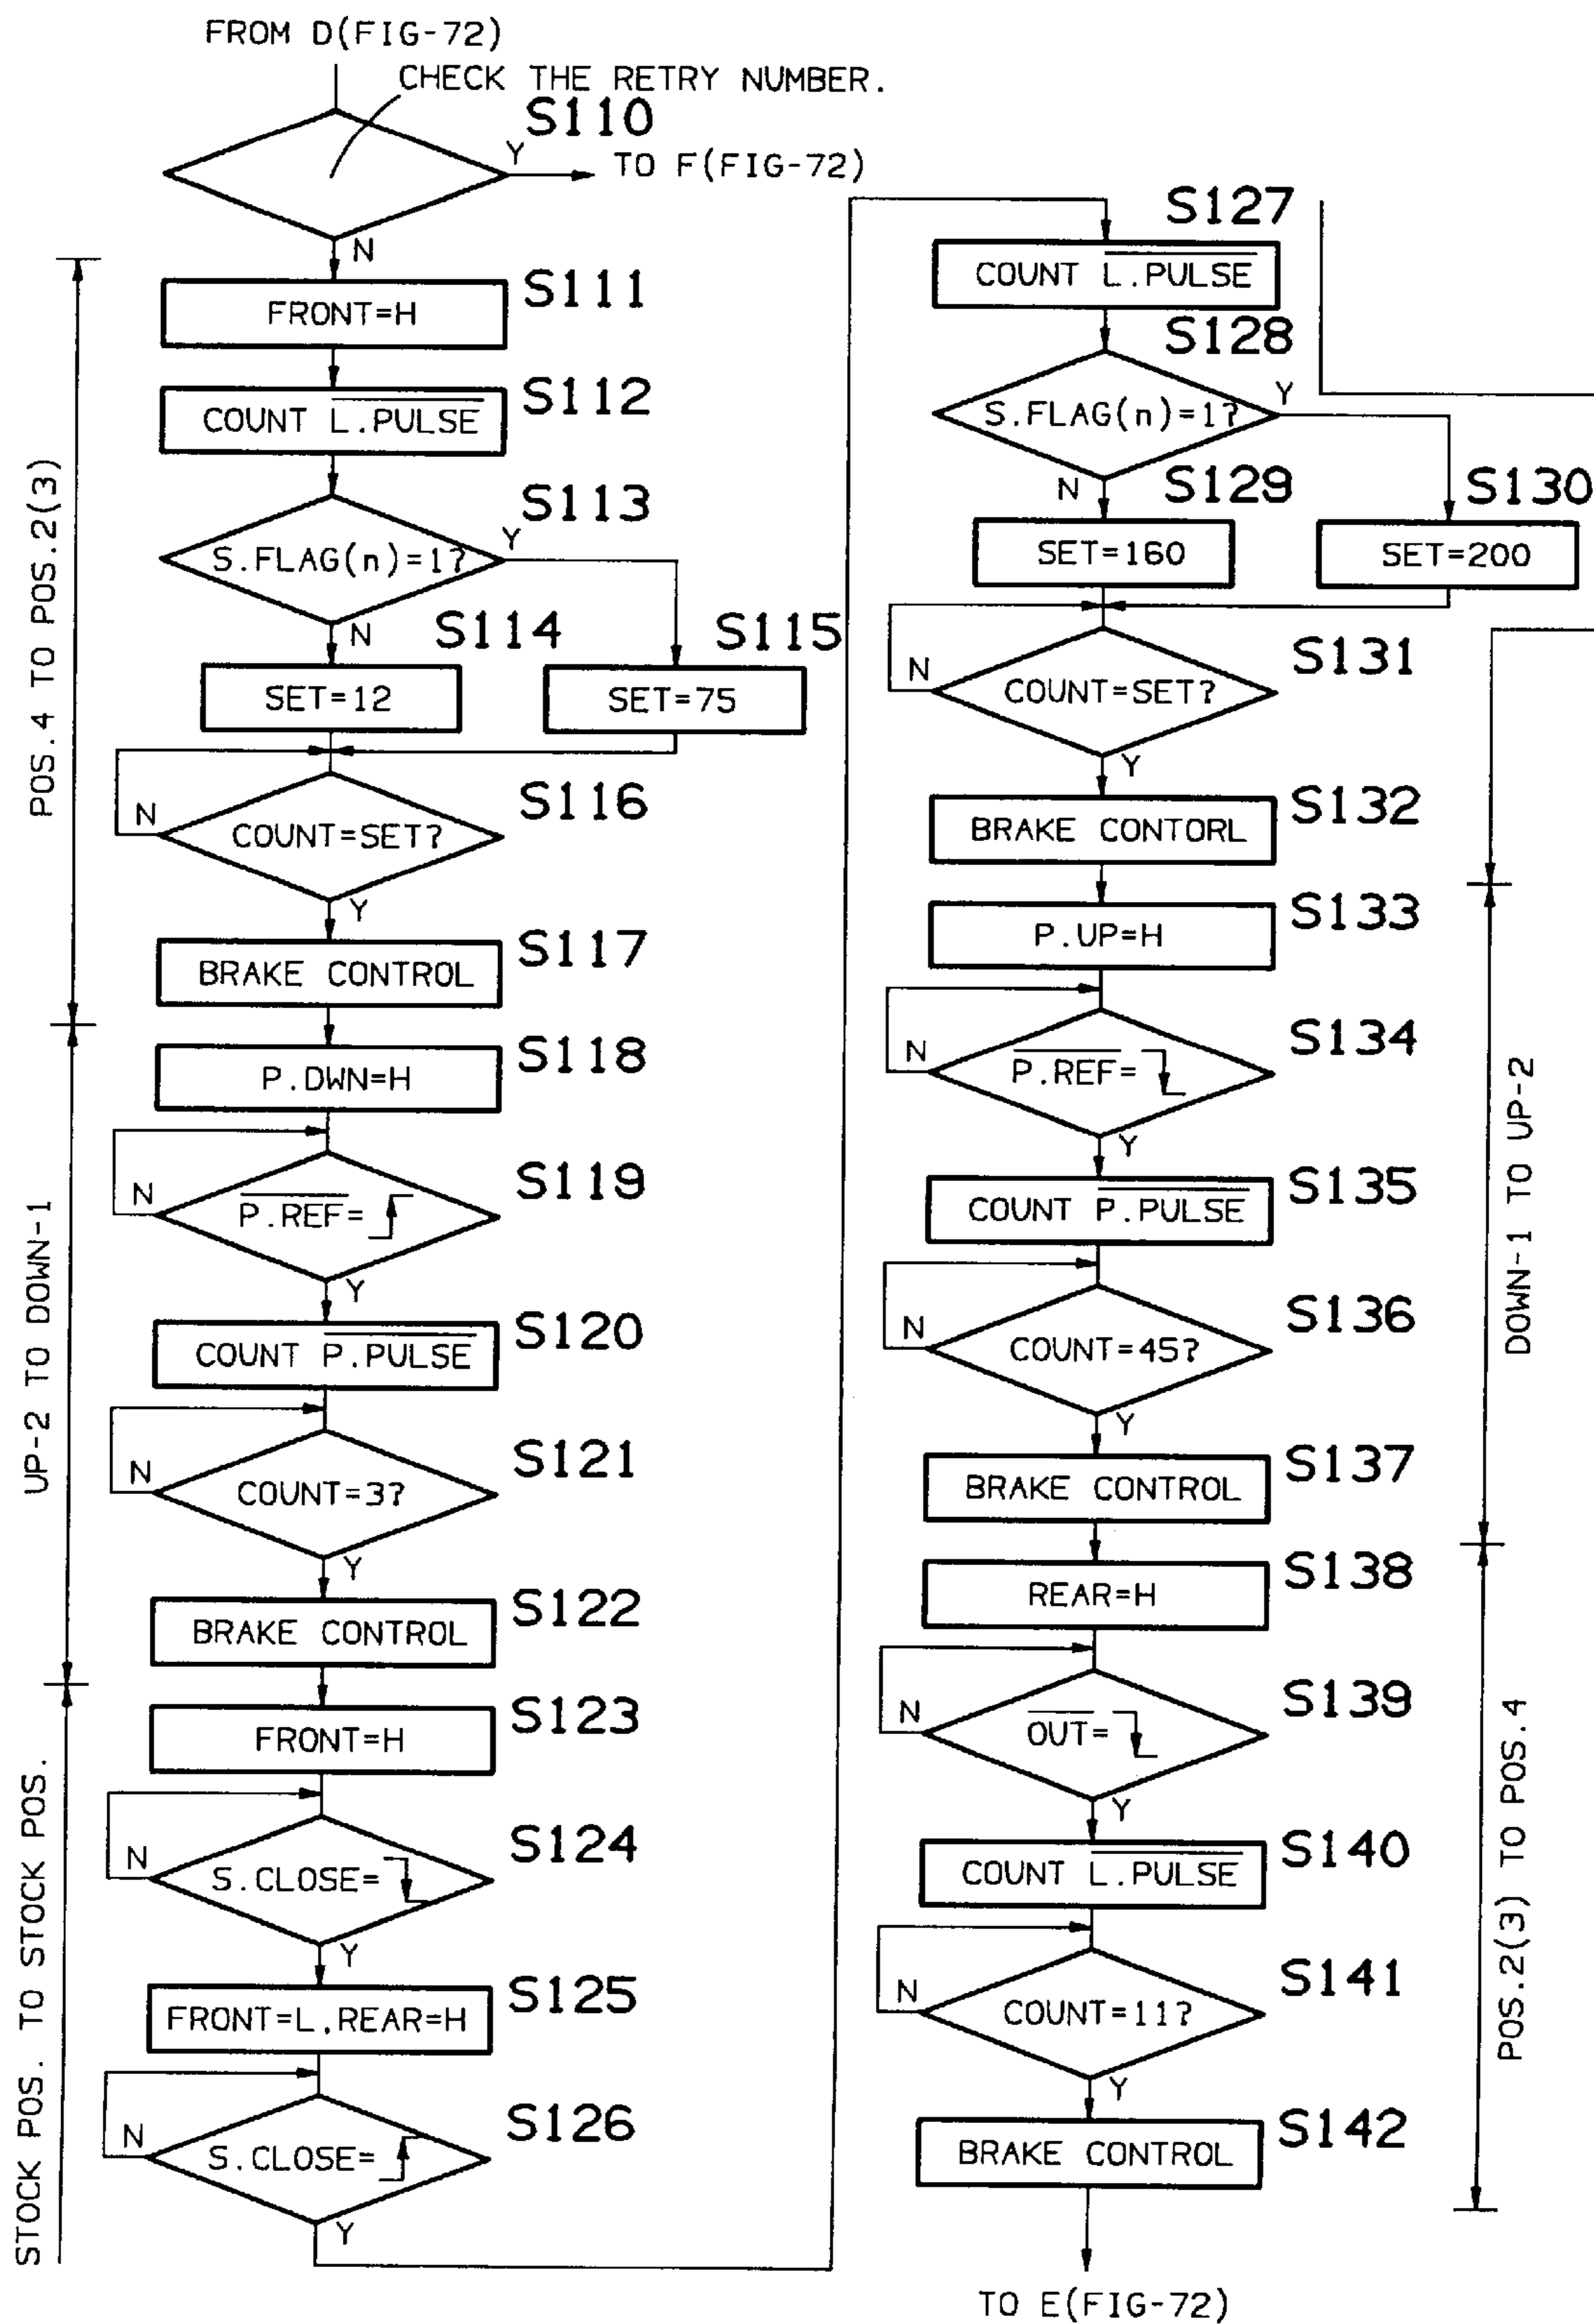 FROM D(FIG-72)
CHECK THE RETRY NUMBER.
S110
Y
TO F(FIG-72)
N
POS.4 TO POS.2(3)
S111
FRONT=H
S112
COUNT L.PULSE
S113
S.FLAG(n)=1?
Y
N
S114
SET=12
S115
SET=75
S116
N
COUNT=SET?
Y
S117
BRAKE CONTROL
UP-2 TO DOWN-1
S118
P.DWN=H
S119
N
P.REF=
Y
S120
COUNT P.PULSE
S121
N
COUNT=3?
Y
S122
BRAKE CONTROL
STOCK POS. TO STOCK POS.
S123
FRONT=H
S124
N
S.CLOSE=
Y
S125
FRONT=L,REAR=H
S126
N
S.CLOSE=
Y
S127
COUNT L.PULSE
S128
S.FLAG(n)=1?
Y
N
S129
SET=160
S130
SET=200
S131
N
COUNT=SET?
Y
S132
BRAKE CONTORL
DOWN-1 TO UP-2
S133
P.UP=H
S134
N
P.REF=
Y
S135
COUNT P.PULSE
S136
N
COUNT=45?
Y
S137
BRAKE CONTROL
POS.2(3) TO POS.4
S138
REAR=H
S139
N
OUT=
Y
S140
COUNT L.PULSE
S141
N
COUNT=11?
Y
S142
BRAKE CONTROL
TO E(FIG-72)